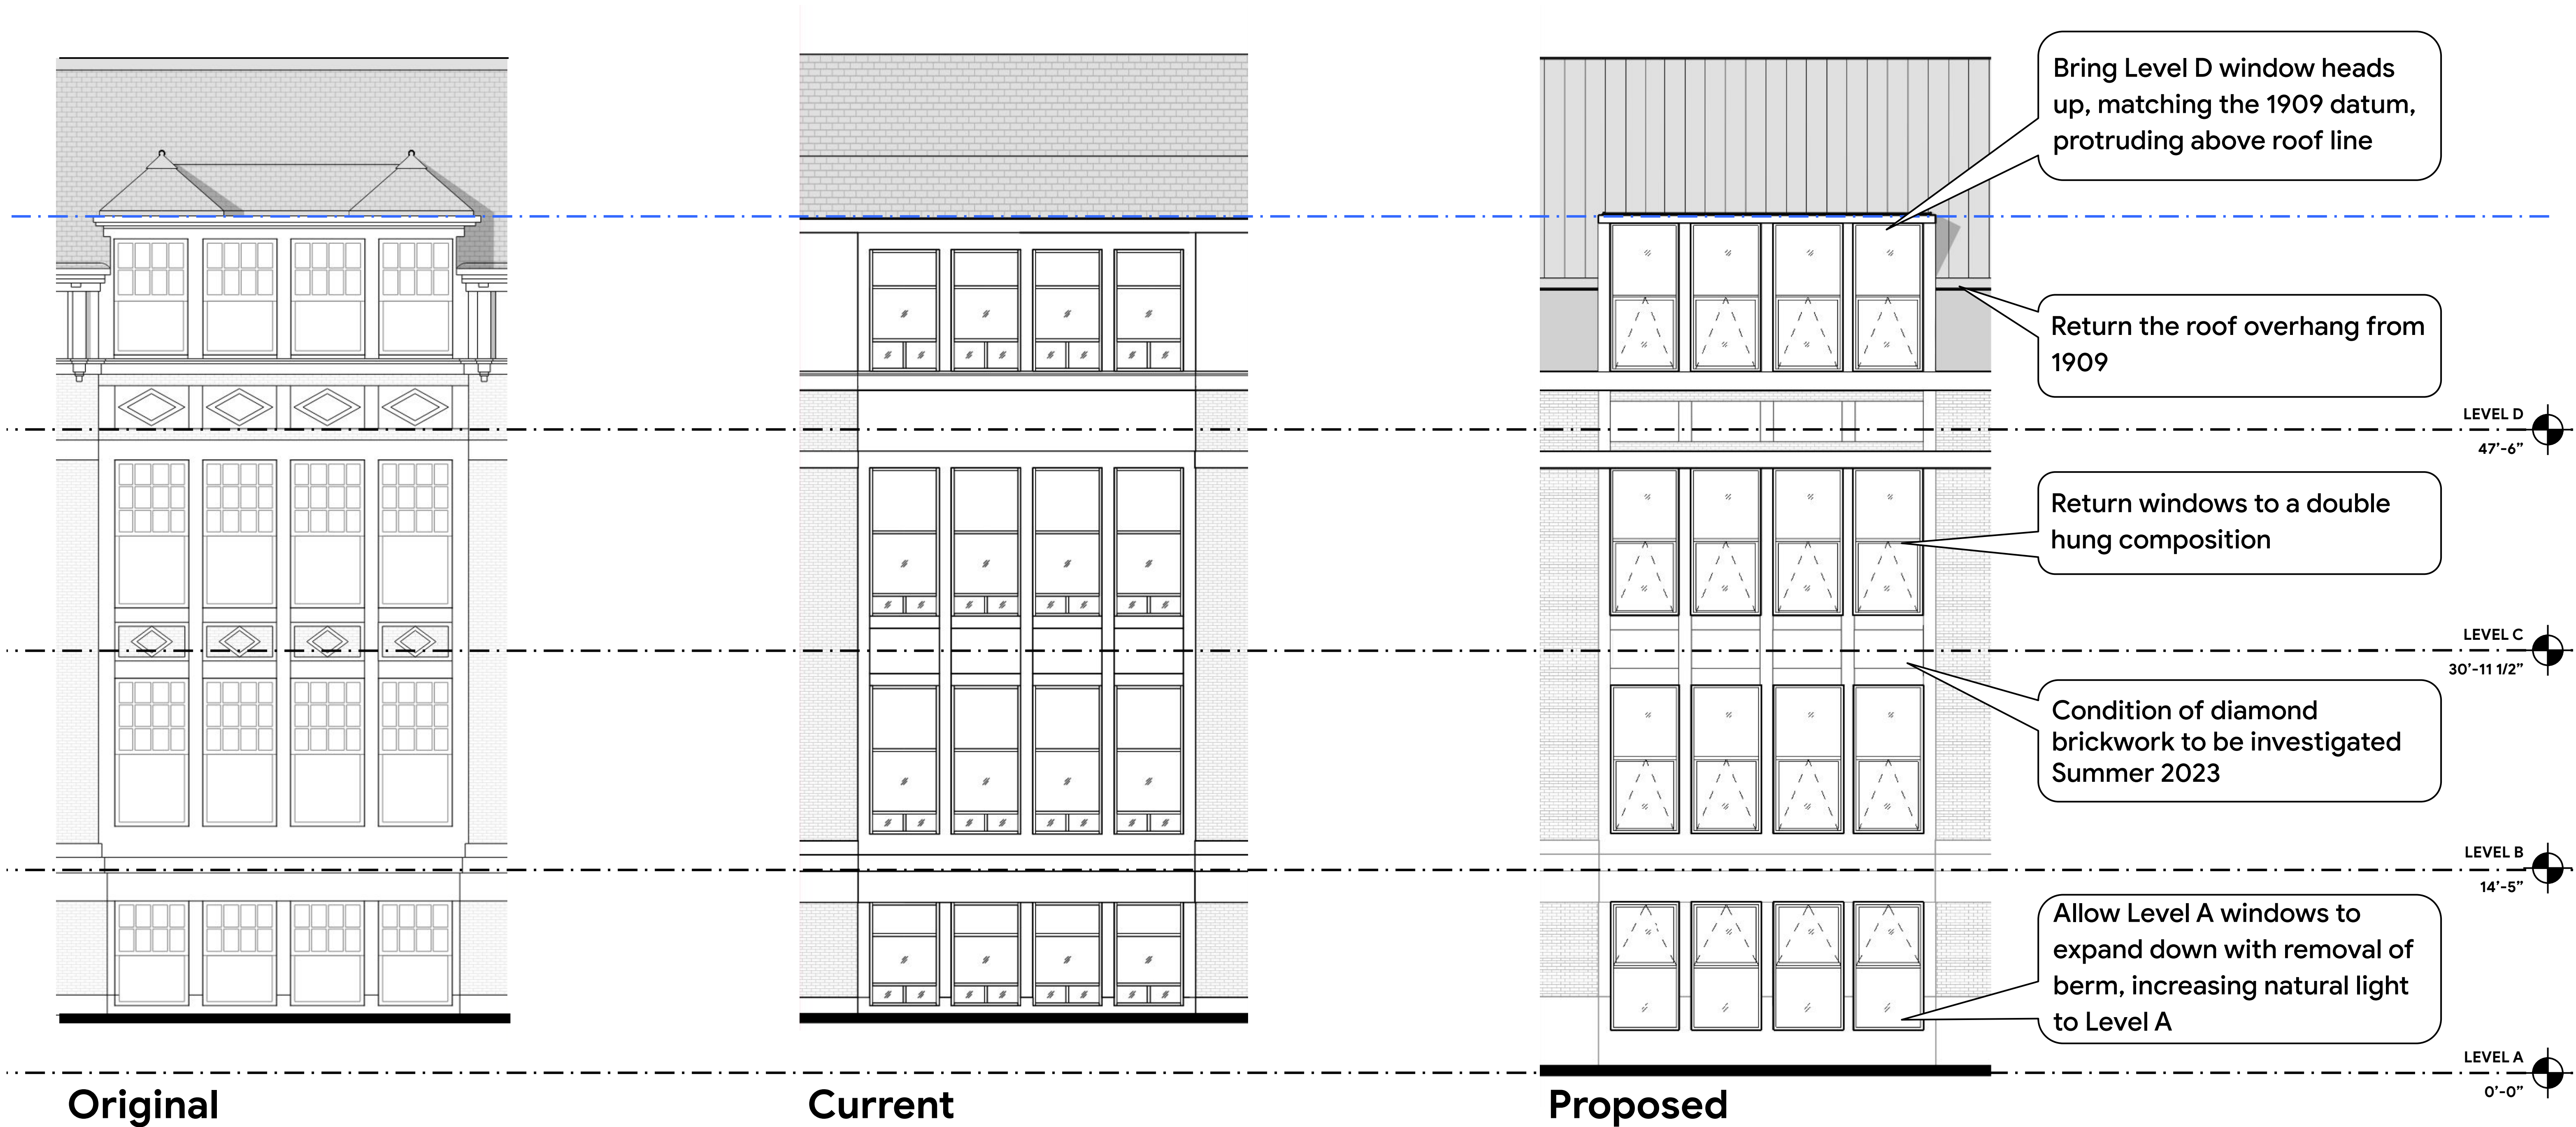 Bring Level D window heads
up, matching the 1909 datum,
protruding above roof line
Return the roof overhang from
1909
LEVEL D
47’-6”
Return windows to a double
hung composition
LEVEL C
30’-11 1/2”
Condition of diamond
brickwork to be investigated
Summer 2023
LEVEL B
14’-5”
Allow Level A windows to
expand down with removal of
berm, increasing natural light
to Level A
LEVEL A
0’-0”
Original
Current
Proposed